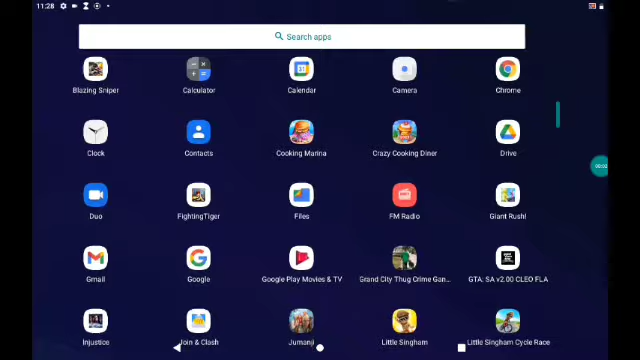 11:28
Search apps
Blazing Sniper
Calculator
Calendar
Camera
Chrome
Clock
Contacts
Cooking Marina
Crazy Cooking Diner
Drive
Duo
FightingTiger
Files
FM Radio
Giant Rush!
Gmail
Google
Google Play Movies & TV
Grand City Thug Crime Gan...
GTA: SA v2.00 CLEO FLA
Injustice
Join & Clash
Jumanji
Little Singham
Little Singham Cycle Race